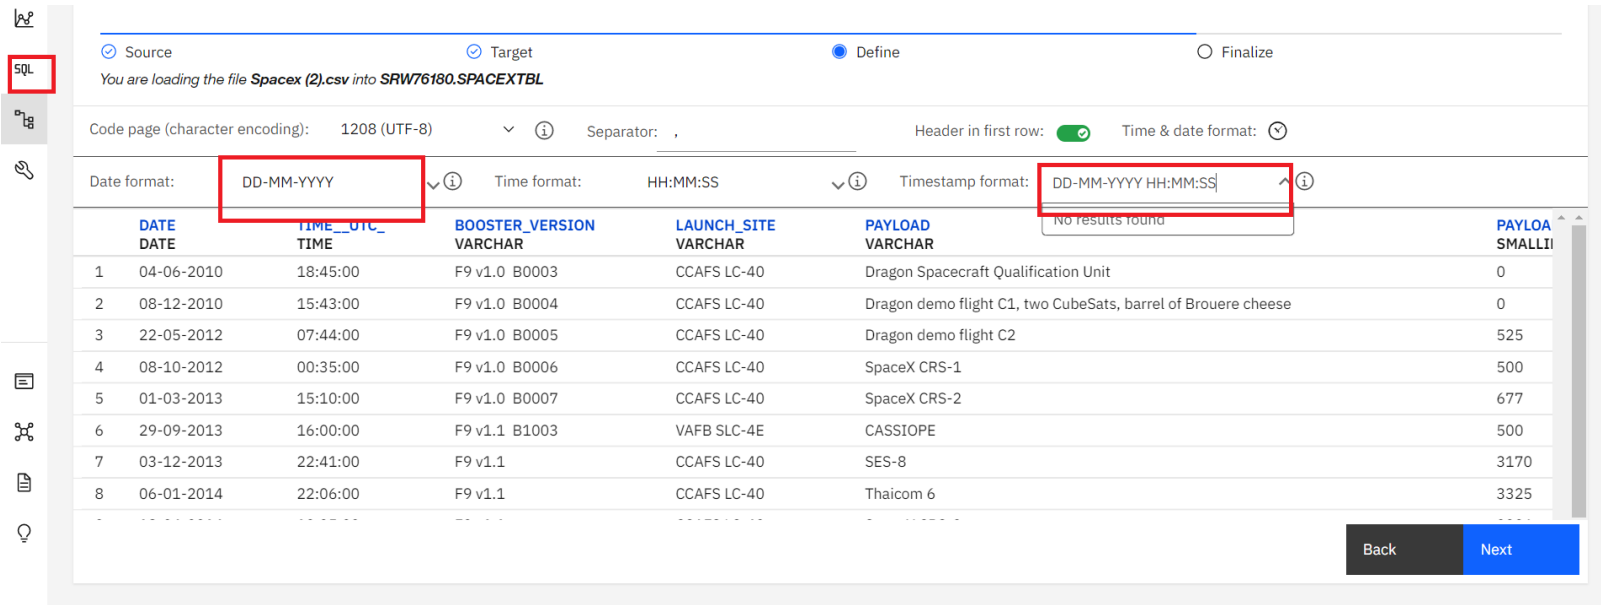 Source Target Define Finalize
SQL
You are loading the file Spacex (2).csv into SRW76180.SPACEXTBL
Code page (character encoding): 1208 (UTF-8) Separator: , Header in first row: Time & date format:
Date format: DD-MM-YYYY Time format: HH:MM:SS Timestamp format: DD-MM-YYYY HH:MM:SS
No results found
DATE TIME__UTC_ BOOSTER_VERSION LAUNCH_SITE PAYLOAD PAYLOA
DATE TIME VARCHAR VARCHAR VARCHAR SMALLI
1 04-06-2010 18:45:00 F9 v1.0 B0003 CCAFS LC-40 Dragon Spacecraft Qualification Unit 0
2 08-12-2010 15:43:00 F9 v1.0 B0004 CCAFS LC-40 Dragon demo flight C1, two CubeSats, barrel of Brouere cheese 0
3 22-05-2012 07:44:00 F9 v1.0 B0005 CCAFS LC-40 Dragon demo flight C2 525
4 08-10-2012 00:35:00 F9 v1.0 B0006 CCAFS LC-40 SpaceX CRS-1 500
5 01-03-2013 15:10:00 F9 v1.0 B0007 CCAFS LC-40 SpaceX CRS-2 677
6 29-09-2013 16:00:00 F9 v1.1 B1003 VAFB SLC-4E CASSIOPE 500
7 03-12-2013 22:41:00 F9 v1.1 CCAFS LC-40 SES-8 3170
8 06-01-2014 22:06:00 F9 v1.1 CCAFS LC-40 Thaicom 6 3325
Back Next